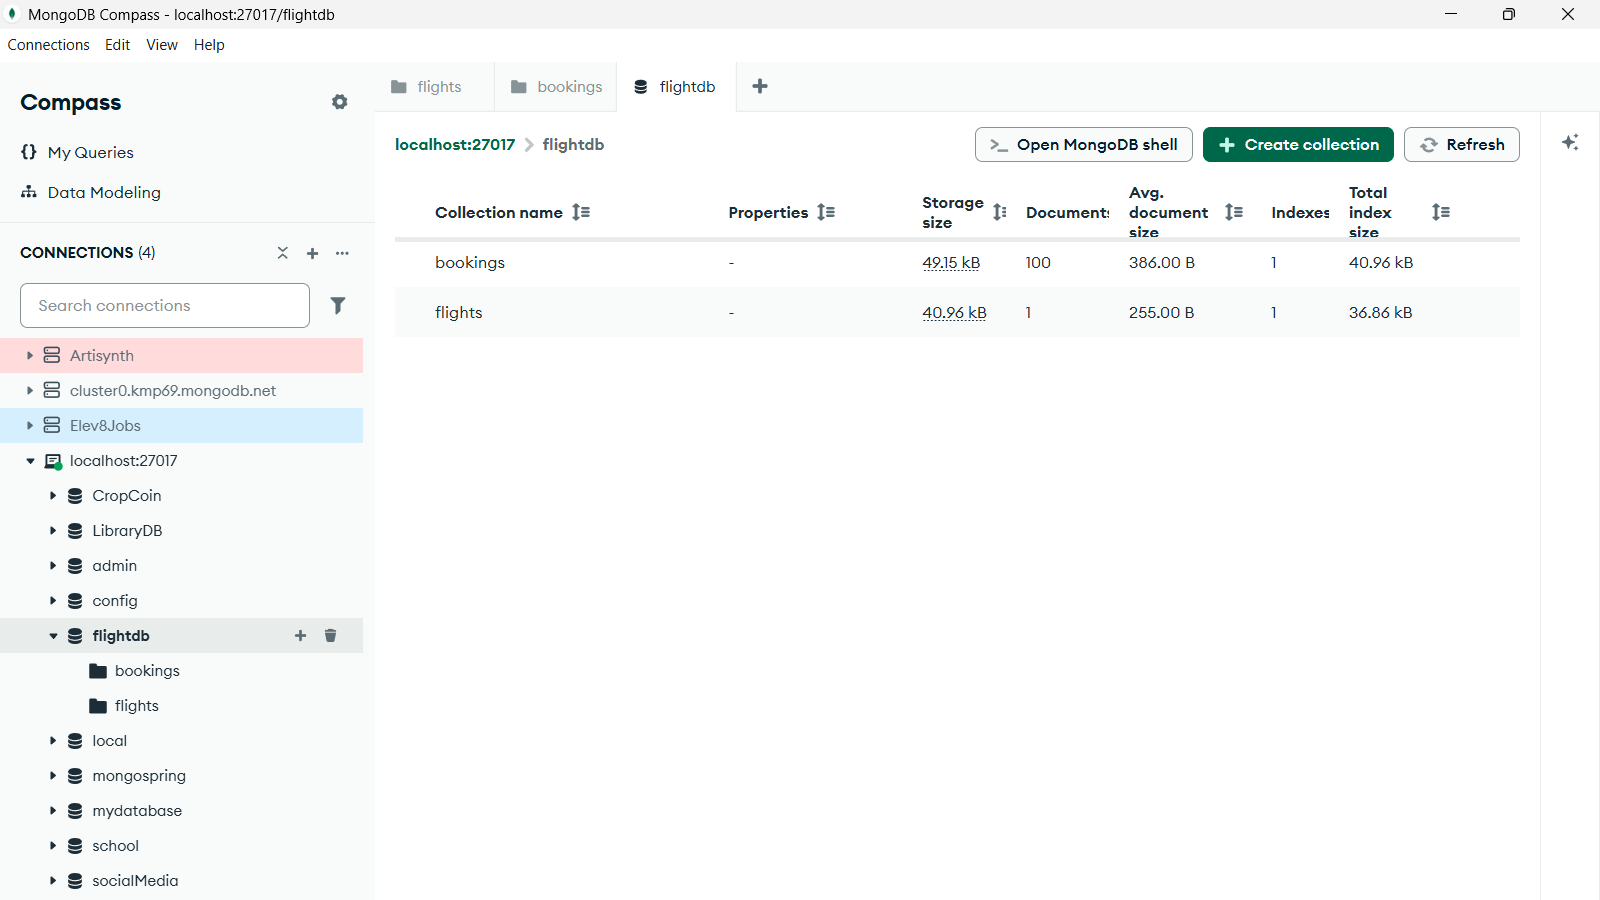 MongoDB Compass - localhost:27017/flightdb
Connections Edit View Help
Compass
My Queries
Data Modeling
CONNECTIONS (4)
Search connections
Artisynth
cluster0.kmp69.mongodb.net
Elev8Jobs
localhost:27017
CropCoin
LibraryDB
admin
config
flightdb
bookings
flights
local
mongospring
mydatabase
school
socialMedia
flights bookings flightdb
localhost:27017 flightdb
Open MongoDB shell Create collection Refresh
Collection name Properties Storage size Documents Avg. document size Indexes Total index size
bookings - 49.15 kB 100 386.00 B 1 40.96 kB
flights - 40.96 kB 1 255.00 B 1 36.86 kB